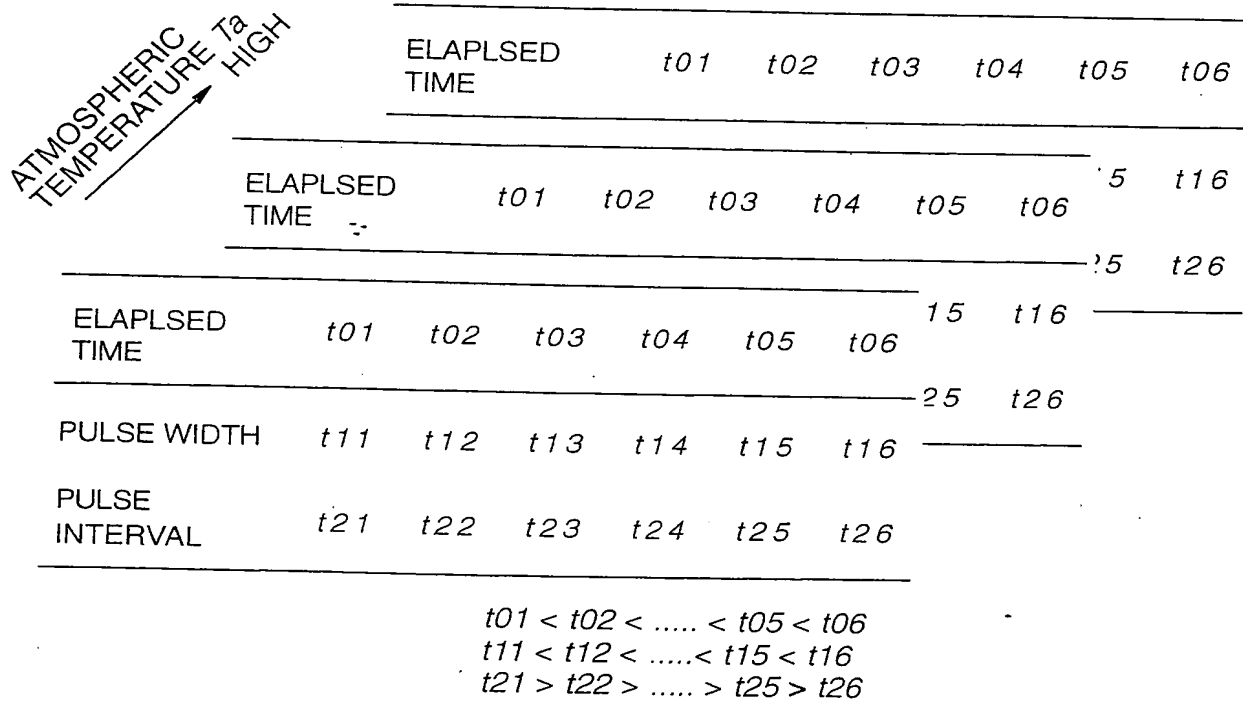 ATMOSPHERIC
TEMPERATURE Ta
HIGH
ELAPLSED
TIME
t01 t02 t03 t04 t05 t06
t16
t26
ELAPLSED
TIME
t01 t02 t03 t04 t05 t06
15 t16
25 t26
ELAPLSED
TIME
t01 t02 t03 t04 t05 t06
PULSE WIDTH t11 t12 t13 t14 t15 t16
PULSE
INTERVAL
t21 t22 t23 t24 t25 t26
t01 < t02 < ..... < t05 < t06
t11 < t12 < .....< t15 < t16
t21 > t22 > ..... > t25 > t26